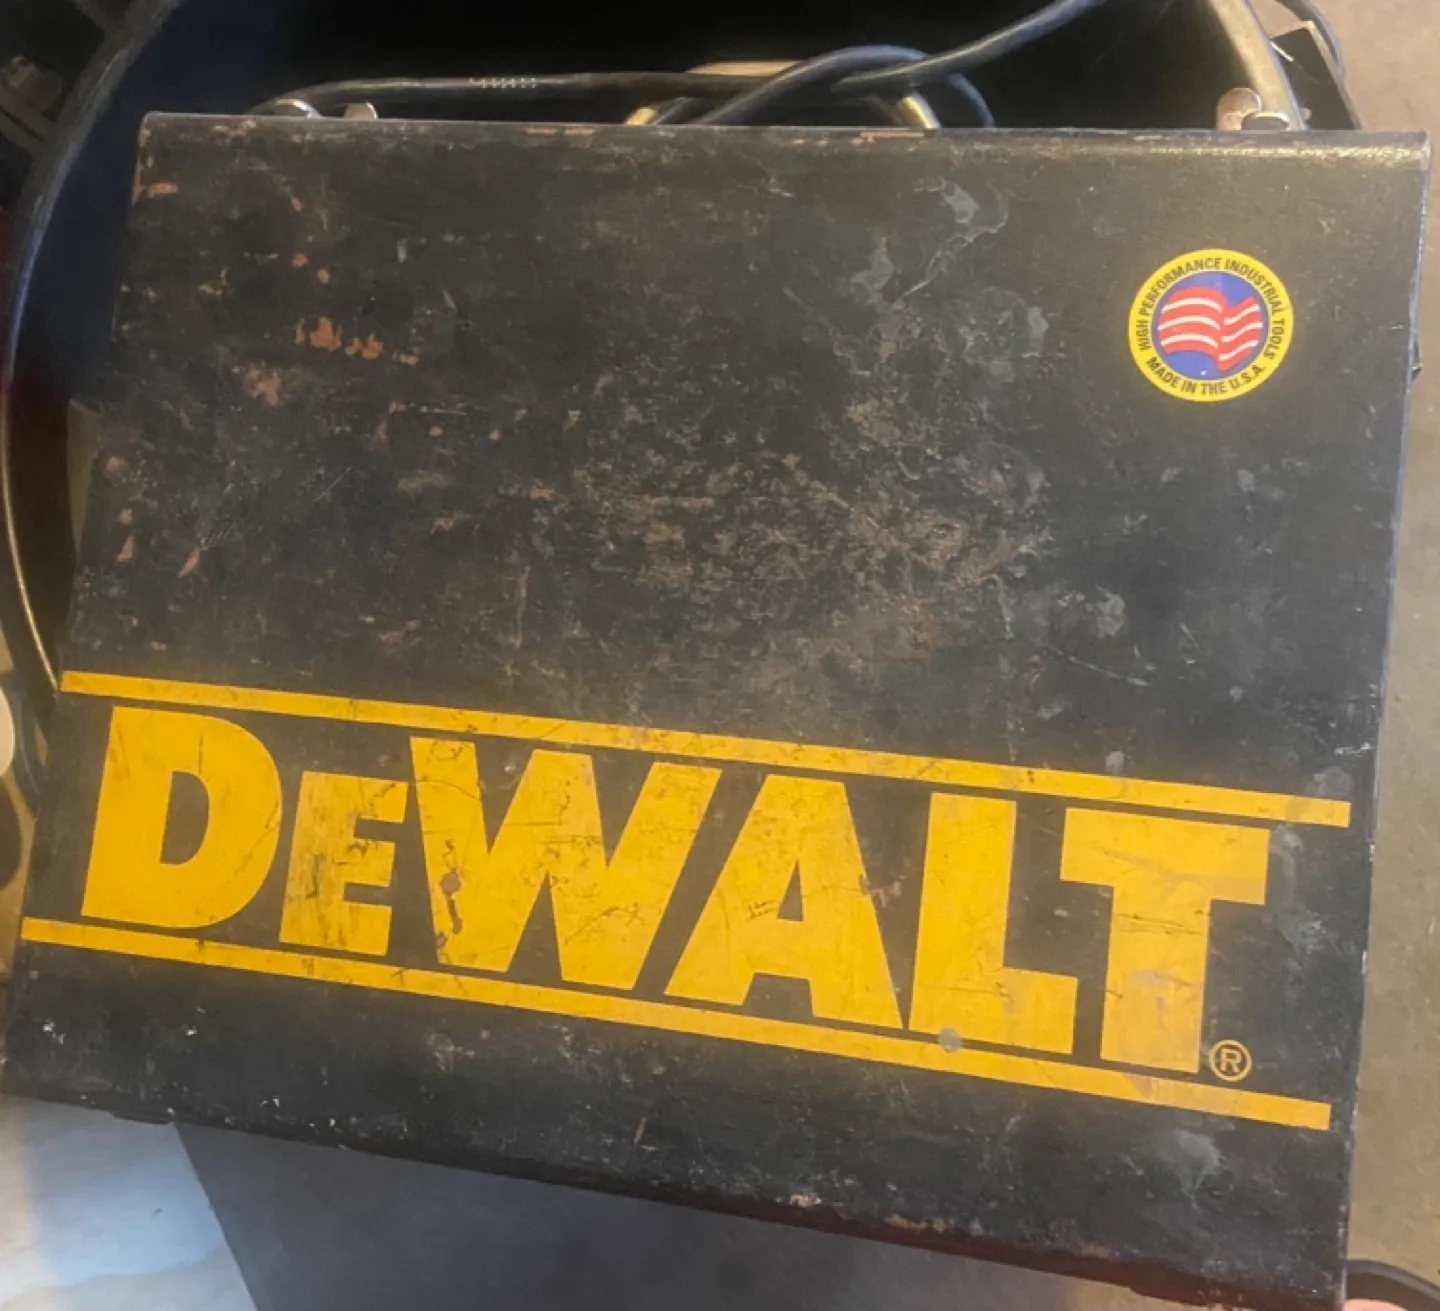 HIGH PERFORMANCE INDUSTRIAL TOOLS
MADE IN THE U.S.A.
DEWALT®